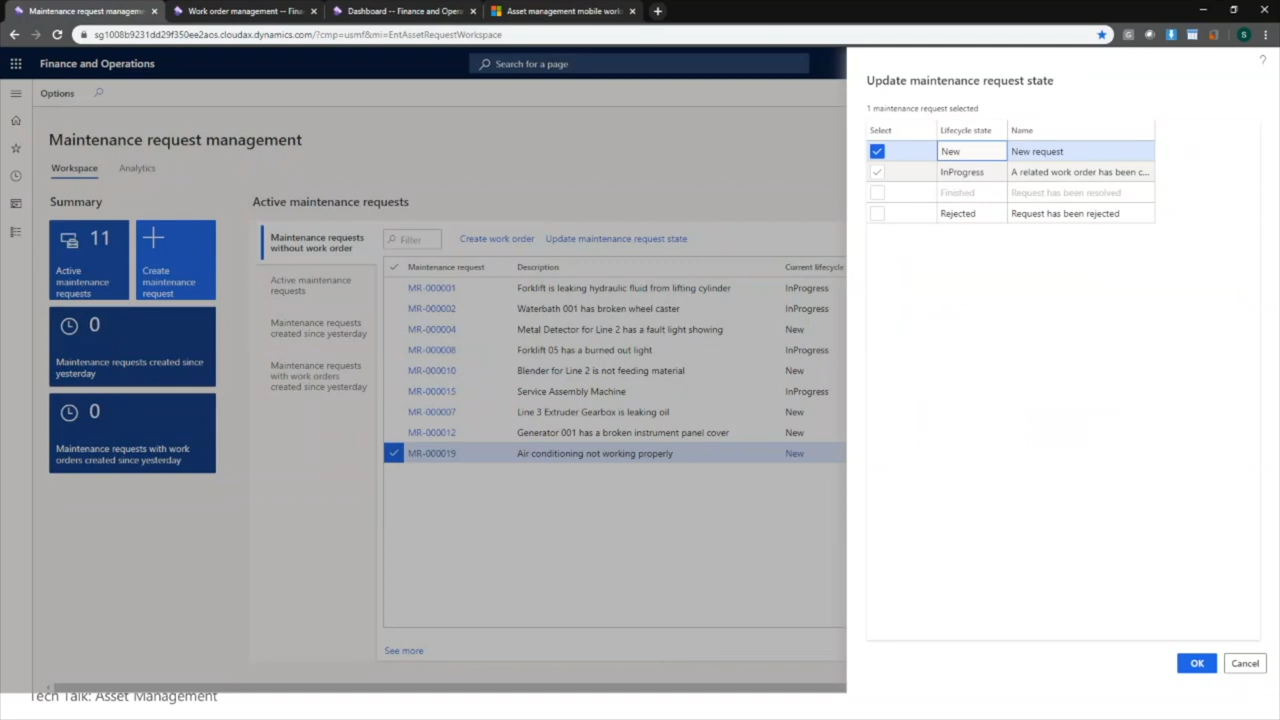 Maintenance request managemen
Work order management -- Finan
Dashboard -- Finance and Opera
Asset management mobile works
sg1008b9231dd29f350ee2aos.cloudax.dynamics.com/?cmp=usmf&mi=EntAssetRequestWorkspace
G
S
Finance and Operations
Search for a page
?
Options
Maintenance request management
Workspace
Analytics
Summary
11
Active
maintenance
requests
Create
maintenance
request
0
Maintenance requests created since
yesterday
0
Maintenance requests with work
orders created since yesterday
Active maintenance requests
Maintenance requests
without work order
Active maintenance
requests
Maintenance requests
created since yesterday
Maintenance requests
with work orders
created since yesterday
Filter
Create work order
Update maintenance request state
Maintenance request Description Current lifecycle
MR-000001 Forklift is leaking hydraulic fluid from lifting cylinder InProgress
MR-000002 Waterbath 001 has broken wheel caster InProgress
MR-000004 Metal Detector for Line 2 has a fault light showing New
MR-000008 Forklift 05 has a burned out light InProgress
MR-000010 Blender for Line 2 is not feeding material New
MR-000015 Service Assembly Machine InProgress
MR-000007 Line 3 Extruder Gearbox is leaking oil New
MR-000012 Generator 001 has a broken instrument panel cover New
MR-000019 Air conditioning not working properly New
See more
Update maintenance request state
1 maintenance request selected
Select Lifecycle state Name
New New request
InProgress A related work order has been c...
Finished Request has been resolved
Rejected Request has been rejected
OK
Cancel
Tech Talk: Asset Management